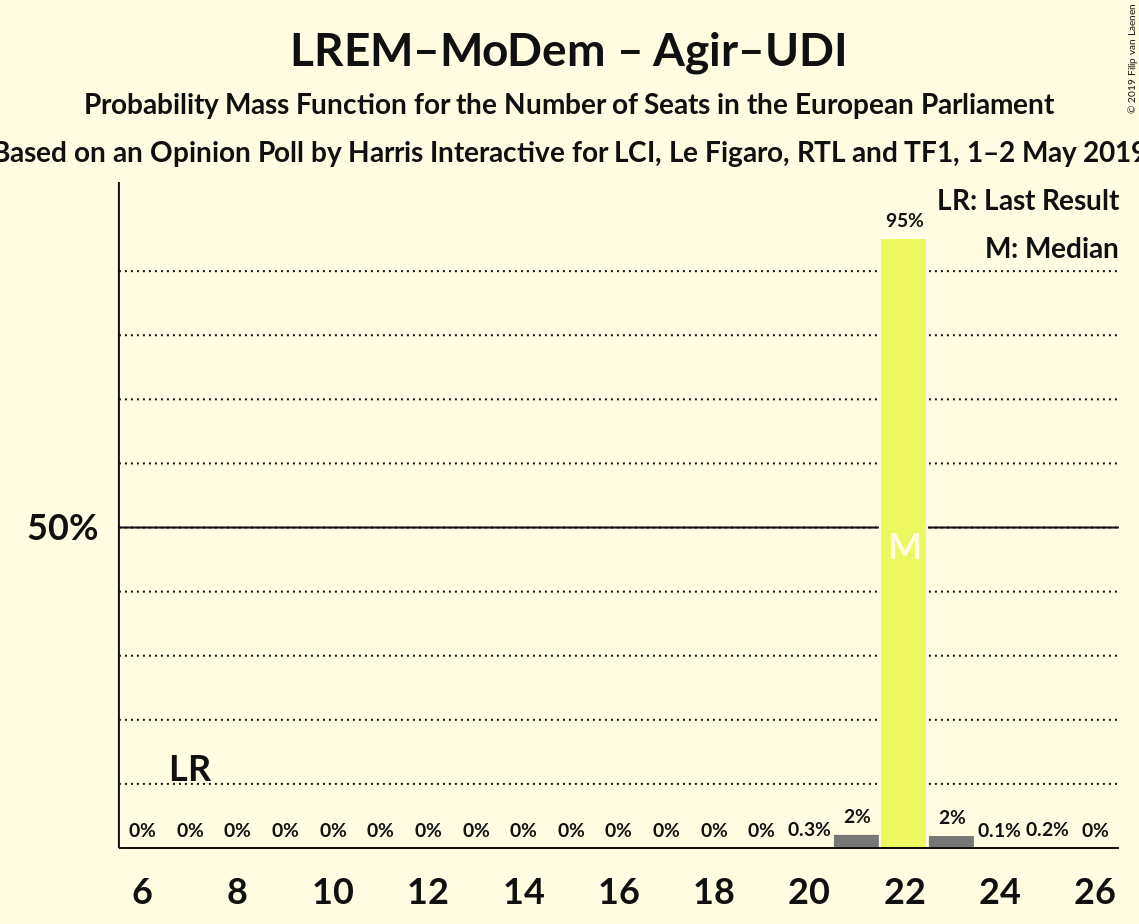 LREM–MoDem – Agir–UDI
Probability Mass Function for the Number of Seats in the European Parliament
Based on an Opinion Poll by Harris Interactive for LCI, Le Figaro, RTL and TF1, 1–2 May 2019
© 2019 Filip van Laenen
LR: Last Result
M: Median
95%
50%
M
LR
0% 0% 0% 0% 0% 0% 0% 0% 0% 0% 0% 0% 0% 0% 0.3% 2% 2% 0.1% 0.2% 0%
6 8 10 12 14 16 18 20 22 24 26